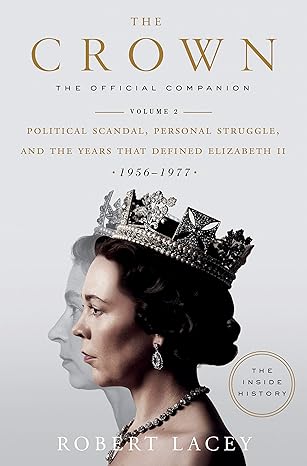 THE
CROWN
THE OFFICIAL COMPANION
VOLUME 2
POLITICAL SCANDAL, PERSONAL STRUGGLE,
AND THE YEARS THAT DEFINED ELIZABETH II
·1956–1977·
THE
INSIDE
HISTORY
ROBERT LACEY